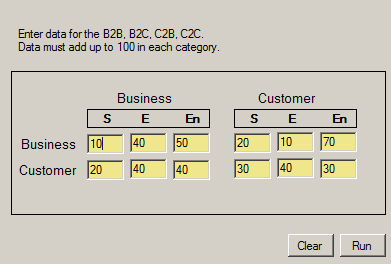 Enter data for the B2B, B2C, C2B, C2C.
Data must add up to 100 in each category.
Business Customer
S E En S E En
Business 10 40 50 20 10 70
Customer 20 40 40 30 40 30
Clear Run